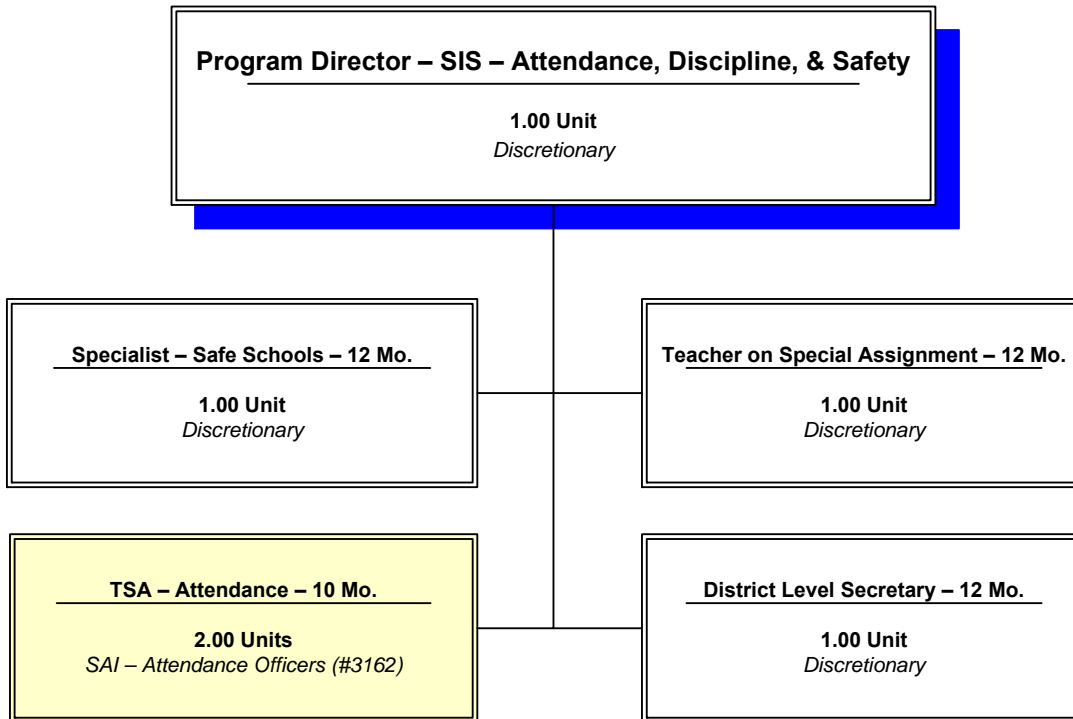 Program Director – SIS – Attendance, Discipline, & Safety
1.00 Unit
Discretionary
Specialist – Safe Schools – 12 Mo.
1.00 Unit
Discretionary
Teacher on Special Assignment – 12 Mo.
1.00 Unit
Discretionary
TSA – Attendance – 10 Mo.
2.00 Units
SAI – Attendance Officers (#3162)
District Level Secretary – 12 Mo.
1.00 Unit
Discretionary